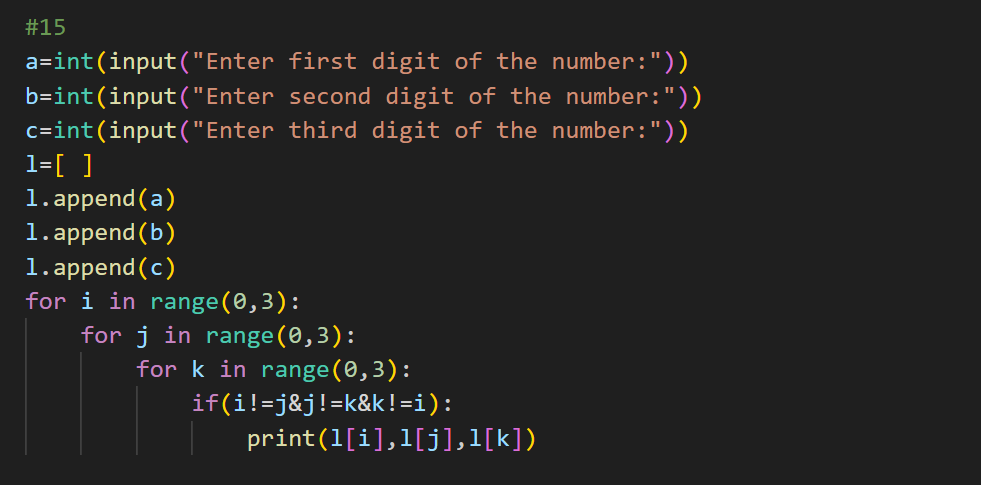 #15
a=int(input("Enter first digit of the number:"))
b=int(input("Enter second digit of the number:"))
c=int(input("Enter third digit of the number:"))
l=[ ]
l.append(a)
l.append(b)
l.append(c)
for i in range(0,3):
    for j in range(0,3):
        for k in range(0,3):
            if(i!=j&j!=k&k!=i):
                print(l[i],l[j],l[k])